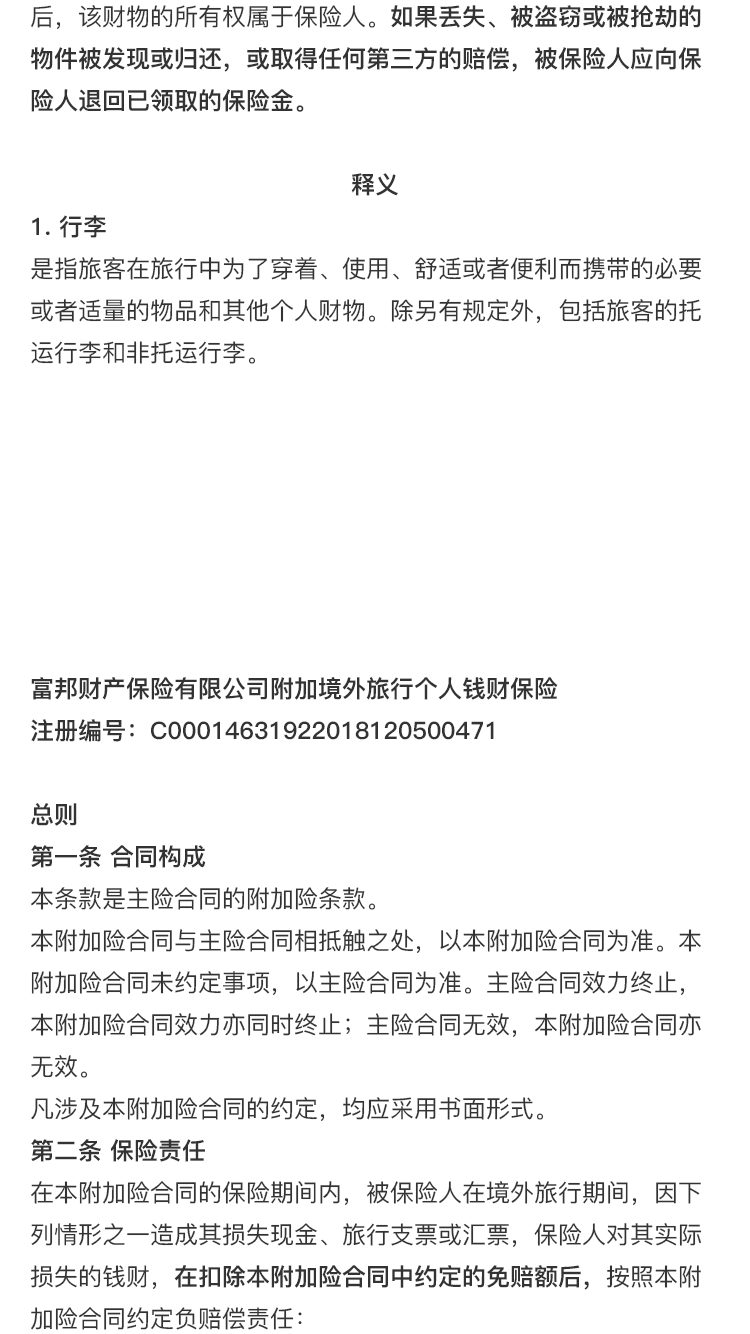 后，该财物的所有权属于保险人。如果丢失、被盗窃或被抢劫的
物件被发现或归还，或取得任何第三方的赔偿，被保险人应向保
险人退回已领取的保险金。
释义
1. 行李
是指旅客在旅行中为了穿着、使用、舒适或者便利而携带的必要
或者适量的物品和其他个人财物。除另有规定外，包括旅客的托
运行李和非托运行李。
富邦财产保险有限公司附加境外旅行个人钱财保险
注册编号：C00014631922018120500471
总则
第一条 合同构成
本条款是主险合同的附加险条款。
本附加险合同与主险合同相抵触之处，以本附加险合同为准。本
附加险合同未约定事项，以主险合同为准。主险合同效力终止，
本附加险合同效力亦同时终止；主险合同无效，本附加险合同亦
无效。
凡涉及本附加险合同的约定，均应采用书面形式。
第二条 保险责任
在本附加险合同的保险期间内，被保险人在境外旅行期间，因下
列情形之一造成其损失现金、旅行支票或汇票，保险人对其实际
损失的钱财，在扣除本附加险合同中约定的免赔额后，按照本附
加险合同约定负赔偿责任：